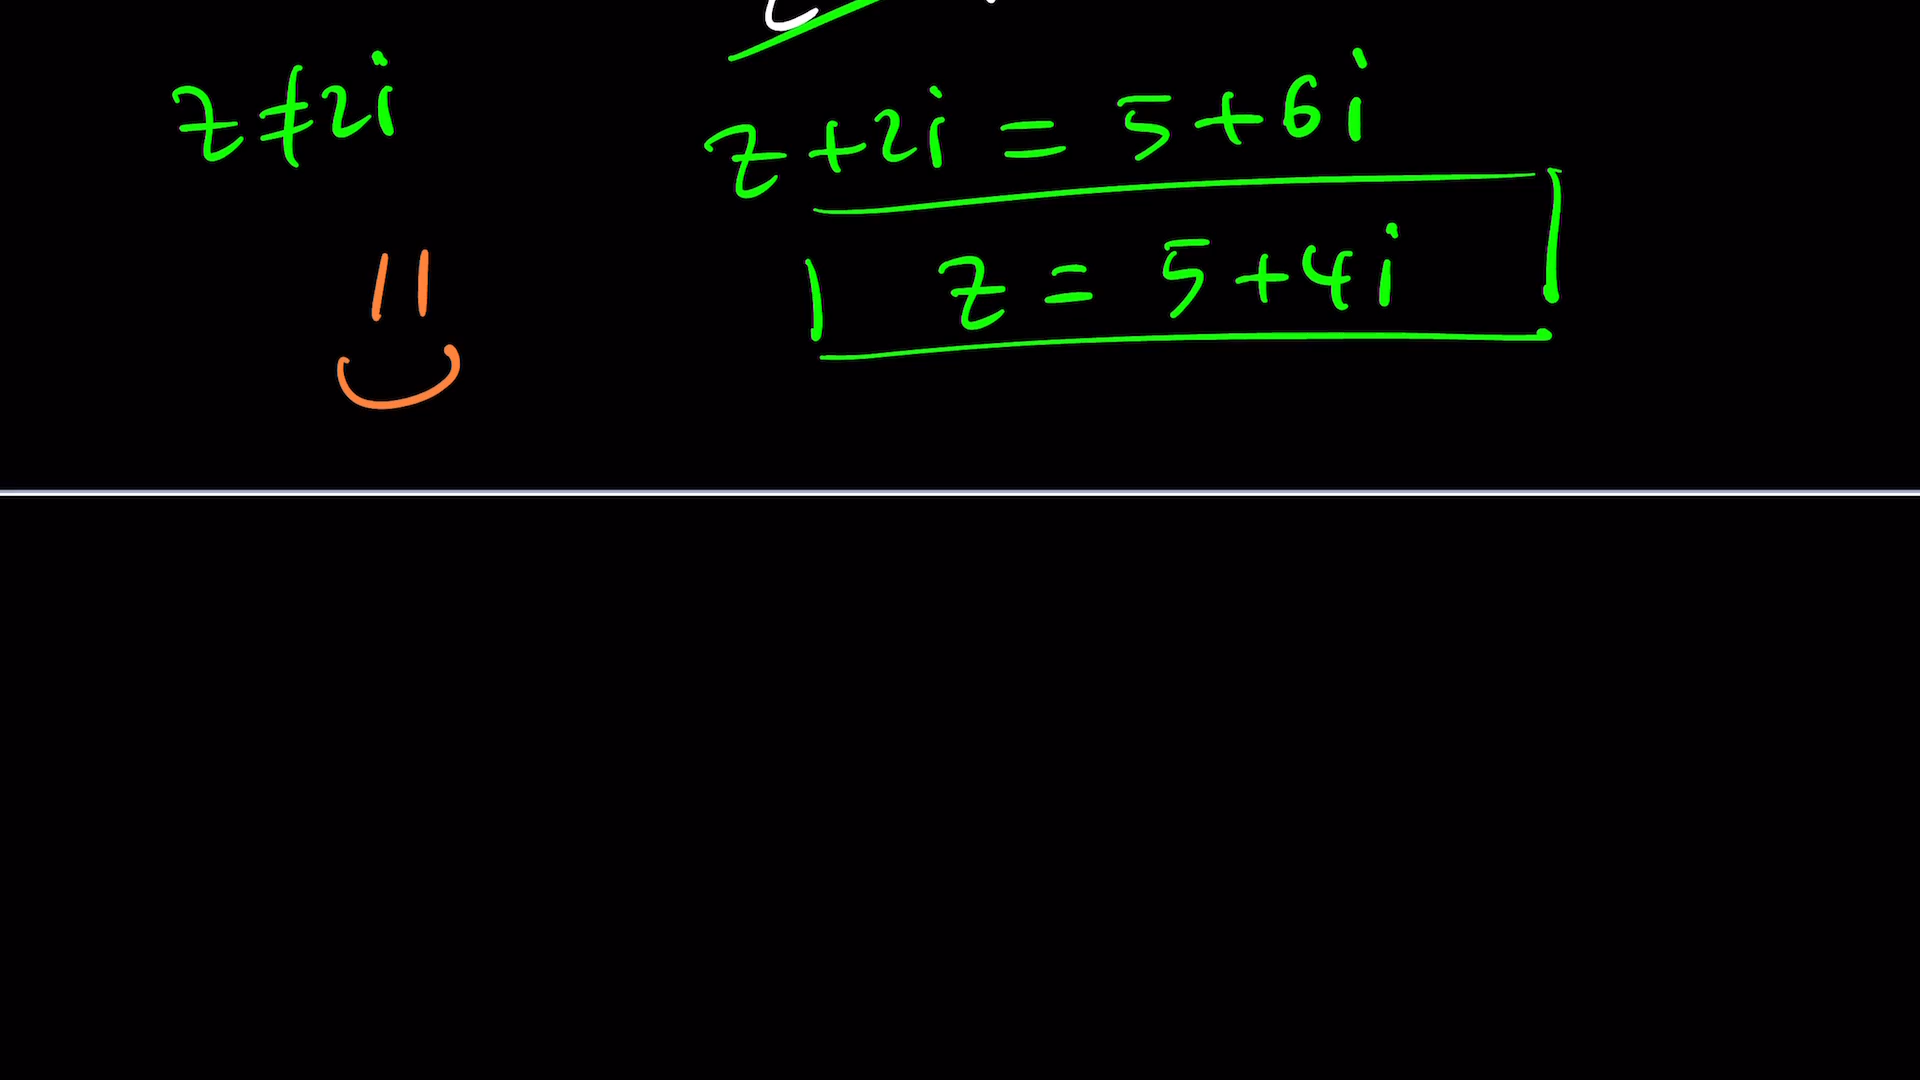 z ≠ 2i
z + 2i = 5 + 6i
z = 5 + 4i